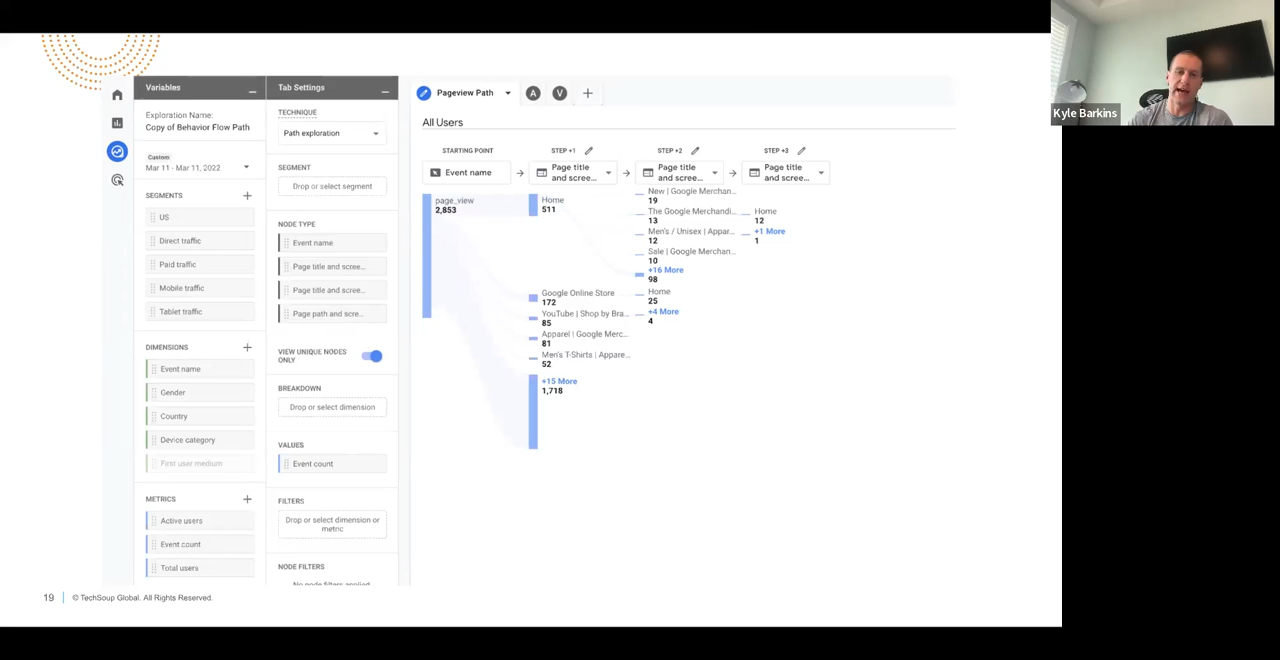 Kyle Barkins
Variables
Exploration Name:
Copy of Behavior Flow Path
Custom
Mar 11 - Mar 11, 2022
SEGMENTS
US
Direct traffic
Paid traffic
Mobile traffic
Tablet traffic
DIMENSIONS
Event name
Gender
Country
Device category
First user medium
METRICS
Active users
Event count
Total users
Tab Settings
TECHNIQUE
Path exploration
SEGMENT
Drop or select segment
NODE TYPE
Event name
Page title and scree...
Page title and scree...
Page path and scre...
VIEW UNIQUE NODES
ONLY
BREAKDOWN
Drop or select dimension
VALUES
Event count
FILTERS
Drop or select dimension or
metric
NODE FILTERS
No node filters applied
Pageview Path
A
V
All Users
STARTING POINT
Event name
page_view
2,853
STEP +1
Page title
and scree...
Home
511
Google Online Store
172
YouTube | Shop by Bra...
85
Apparel | Google Merc...
81
Men's T-Shirts | Appare...
52
+15 More
1,718
STEP +2
Page title
and scree...
New | Google Merchan...
19
The Google Merchandi...
13
Men's / Unisex | Appar...
12
Sale | Google Merchan...
10
+16 More
98
Home
25
+4 More
4
STEP +3
Page title
and scree...
Home
12
+1 More
1
19
© TechSoup Global. All Rights Reserved.